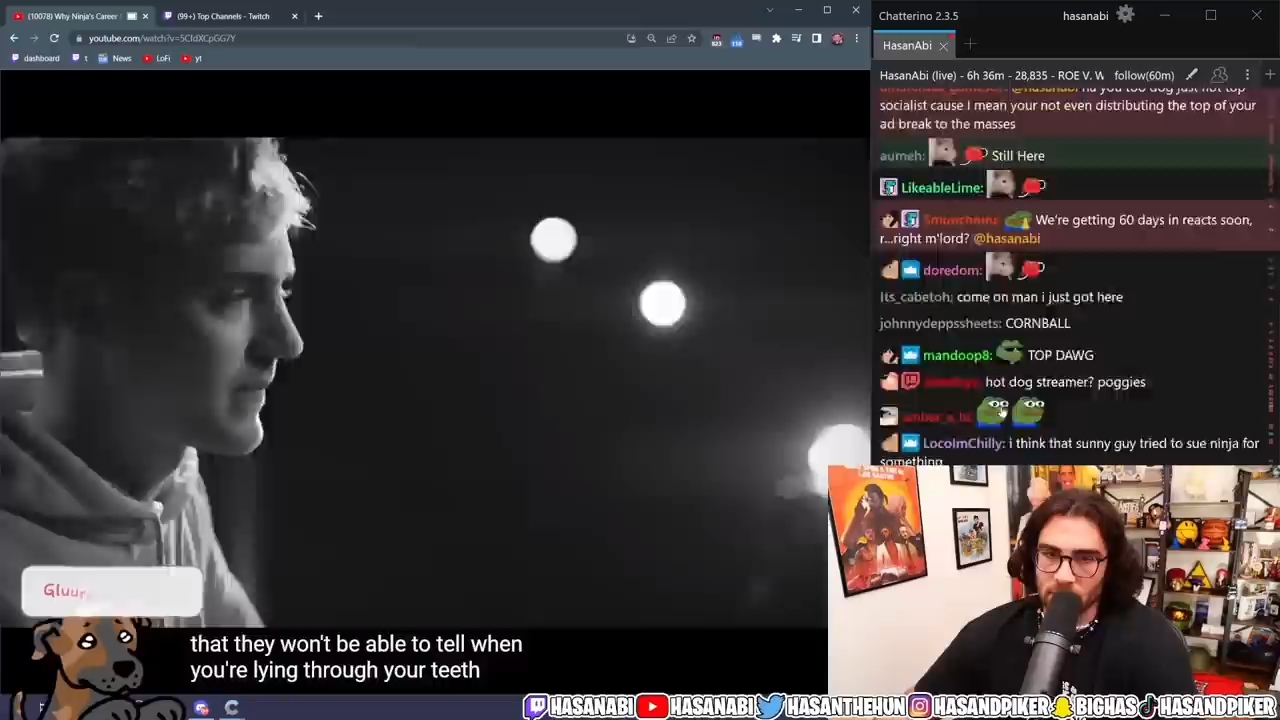 (10078) Why Ninja's Career
(99+) Top Channels - Twitch
youtube.com/watch?v=5CfdXCpGG7Y
dashboard
t
News
LoFi
yt
Chatterino 2.3.5
hasanabi
HasanAbi
HasanAbi (live) - 6h 36m - 28,835 - ROE V. W
follow(60m)
socialist cause I mean your not even distributing the top of your
ad break to the masses
aumeh: Still Here
LikeableLime:
We're getting 60 days in reacts soon,
r...right m'lord? @hasanabi
doredom:
Its_cabetoh: come on man i just got here
johnnydeppssheets: CORNBALL
mandoop8: TOP DAWG
hot dog streamer? poggies
LocoImChilly: i think that sunny guy tried to sue ninja for
something
that they won't be able to tell when
you're lying through your teeth
HASANABI
HASANABI
HASANTHEHUN
HASANDPIKER
BIGHAS
HASANDPIKER